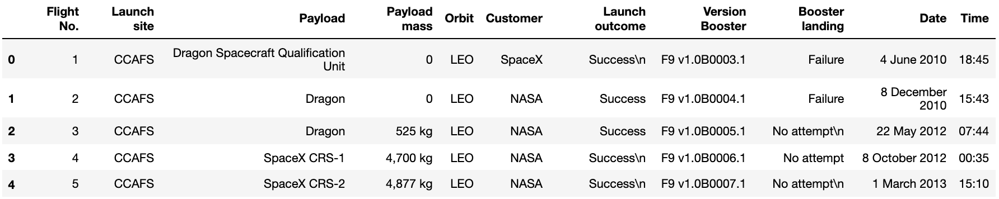 Flight No. Launch site Payload Payload mass Orbit Customer Launch outcome Version Booster Booster landing Date Time
0 1 CCAFS Dragon Spacecraft Qualification Unit 0 LEO SpaceX Success\n F9 v1.0B0003.1 Failure 4 June 2010 18:45
1 2 CCAFS Dragon 0 LEO NASA Success F9 v1.0B0004.1 Failure 8 December 2010 15:43
2 3 CCAFS Dragon 525 kg LEO NASA Success F9 v1.0B0005.1 No attempt\n 22 May 2012 07:44
3 4 CCAFS SpaceX CRS-1 4,700 kg LEO NASA Success\n F9 v1.0B0006.1 No attempt 8 October 2012 00:35
4 5 CCAFS SpaceX CRS-2 4,877 kg LEO NASA Success\n F9 v1.0B0007.1 No attempt\n 1 March 2013 15:10